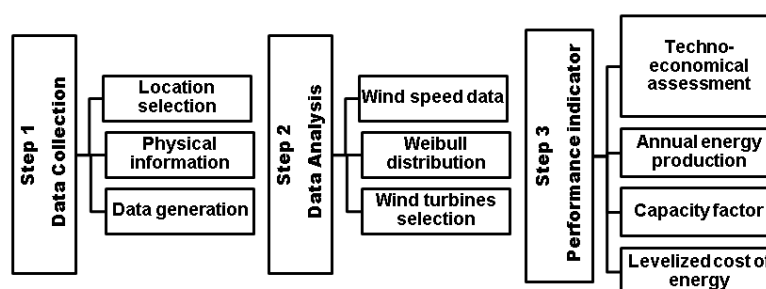 Step 1
Data Collection
Location
selection
Physical
information
Data generation
Step 2
Data Analysis
Wind speed data
Weibull
distribution
Wind turbines
selection
Step 3
Performance indicator
Techno-
economical
assessment
Annual energy
production
Capacity factor
Levelized cost of
energy